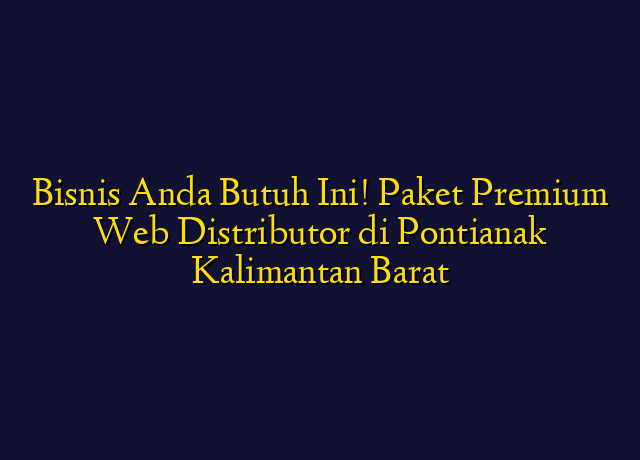 Bisnis Anda Butuh Ini! Paket Premium
Web Distributor di Pontianak
Kalimantan Barat